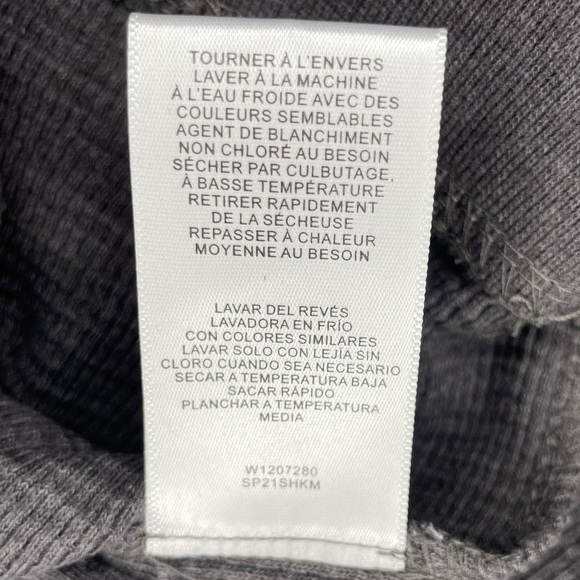 TOURNER À L'ENVERS
LAVER À LA MACHINE
À L'EAU FROIDE AVEC DES
COULEURS SEMBLABLES
AGENT DE BLANCHIMENT
NON CHLORÉ AU BESOIN
SÉCHER PAR CULBUTAGE,
À BASSE TEMPÉRATURE
RETIRER RAPIDEMENT
DE LA SÉCHEUSE
REPASSER À CHALEUR
MOYENNE AU BESOIN
LAVAR DEL REVÉS
LAVADORA EN FRÍO
CON COLORES SIMILARES
LAVAR SOLO CON LEJÍA SIN
CLORO CUANDO SEA NECESARIO
SECAR A TEMPERATURA BAJA
SACAR RÁPIDO
PLANCHAR A TEMPERATURA
MEDIA
W1207280
SP21SHKM